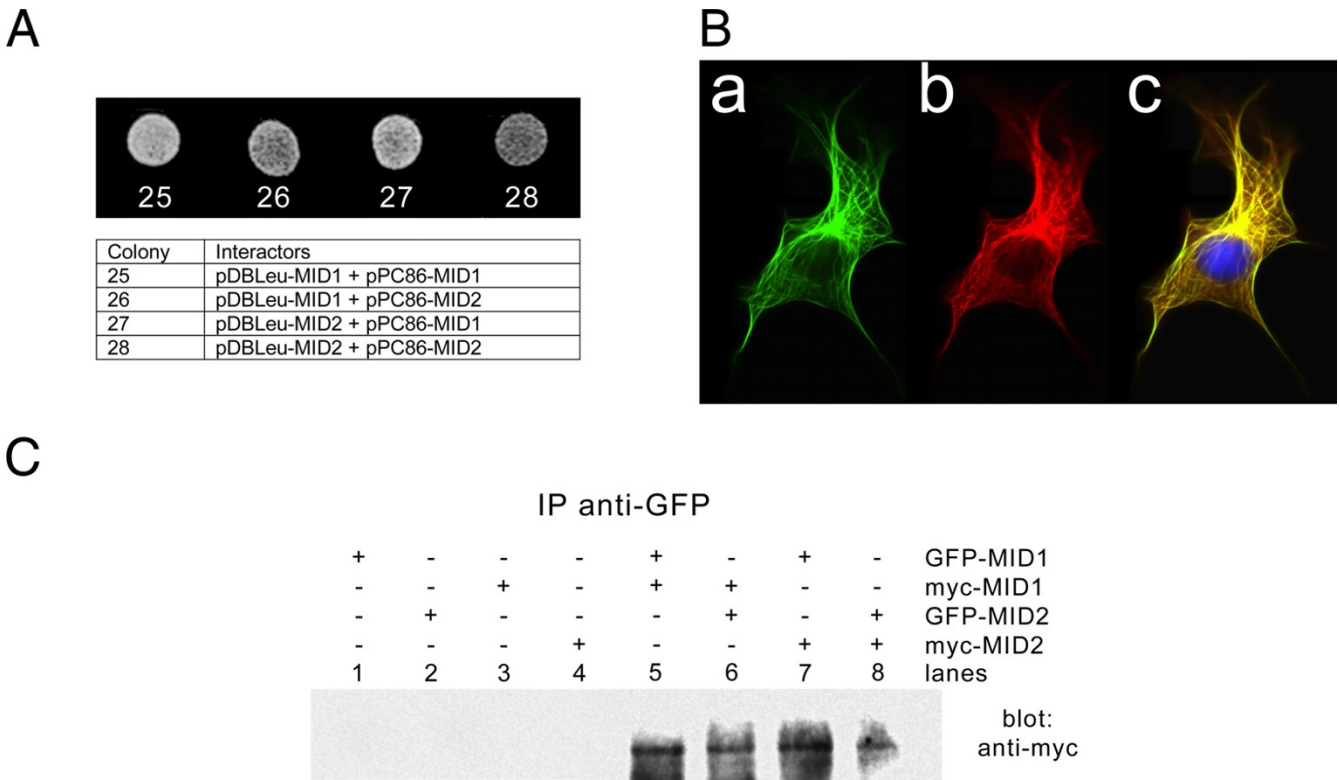 A
25 26 27 28
Colony Interactors
25 pDBLeu-MID1 + pPC86-MID1
26 pDBLeu-MID1 + pPC86-MID2
27 pDBLeu-MID2 + pPC86-MID1
28 pDBLeu-MID2 + pPC86-MID2
B
a b c
C
IP anti-GFP
+ - - - + - + - GFP-MID1
- - + - + + - - myc-MID1
- + - - - + - + GFP-MID2
- - - + - - + + myc-MID2
1 2 3 4 5 6 7 8 lanes
blot:
anti-myc